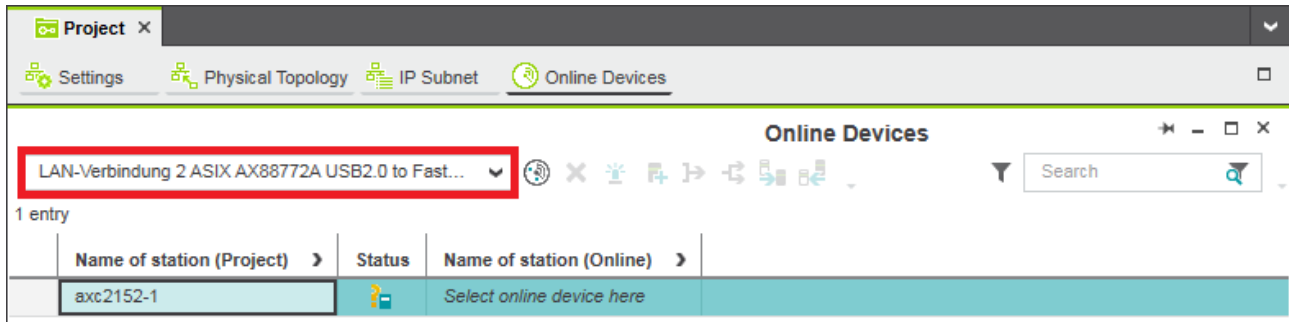 Project
Settings Physical Topology IP Subnet Online Devices
Online Devices
LAN-Verbindung 2 ASIX AX88772A USB2.0 to Fast... Search
1 entry
Name of station (Project) Status Name of station (Online)
axc2152-1 Select online device here